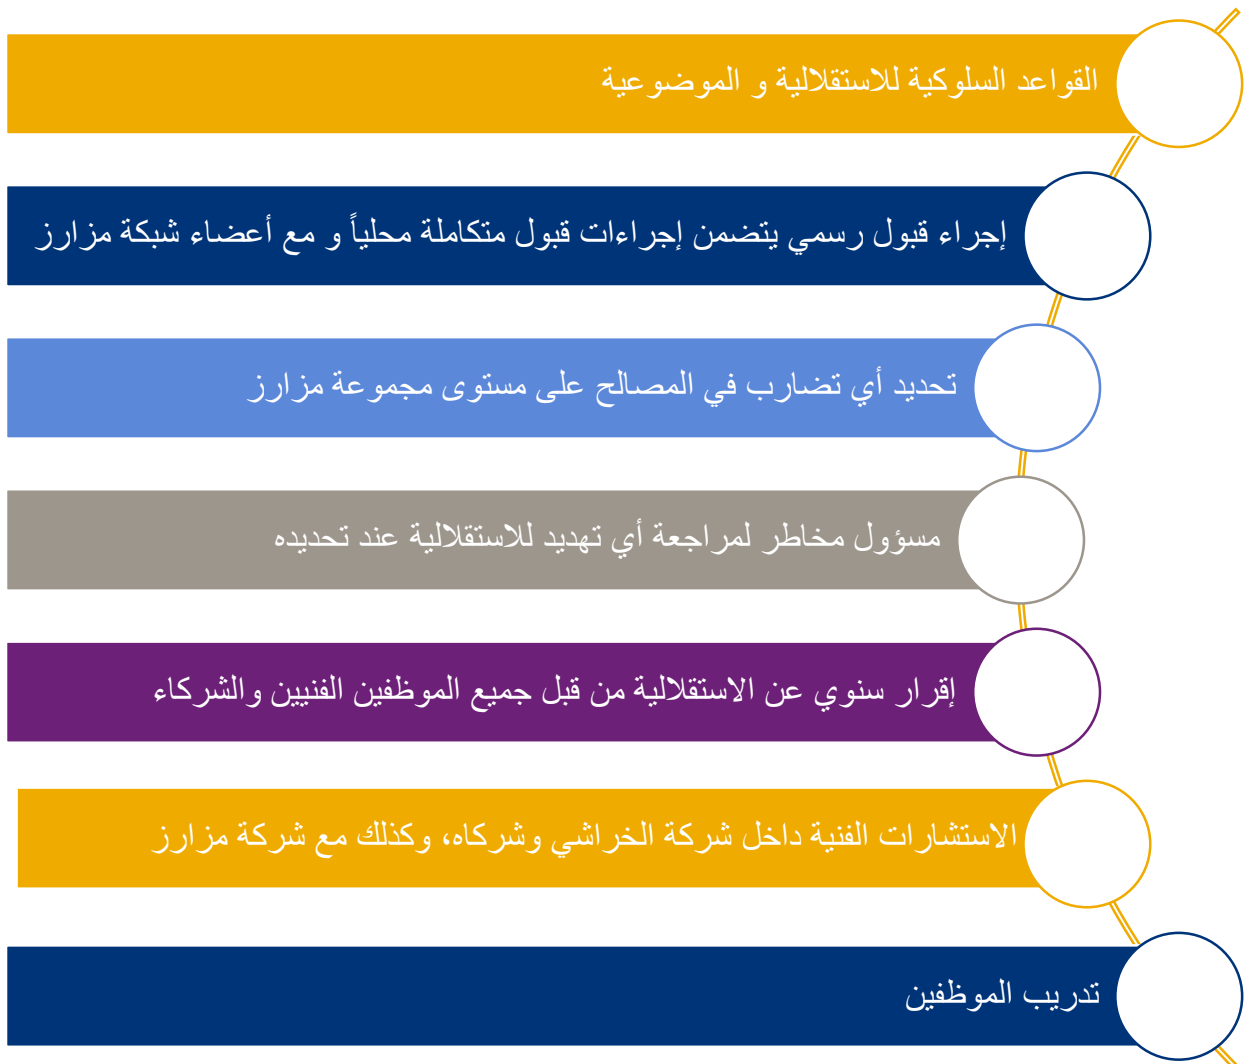 القواعد السلوكية للاستقلالية و الموضوعية
إجراء قبول رسمي يتضمن إجراءات قبول متكاملة محلياً و مع أعضاء شبكة مزارز
تحديد أي تضارب في المصالح على مستوى مجموعة مزارز
مسؤول مخاطر لمراجعة أي تهديد للاستقلالية عند تحديده
إقرار سنوي عن الاستقلالية من قبل جميع الموظفين الفنيين والشركاء
الاستشارات الفنية داخل شركة الخراشي وشركاه، وكذلك مع شركة مزارز
تدريب الموظفين